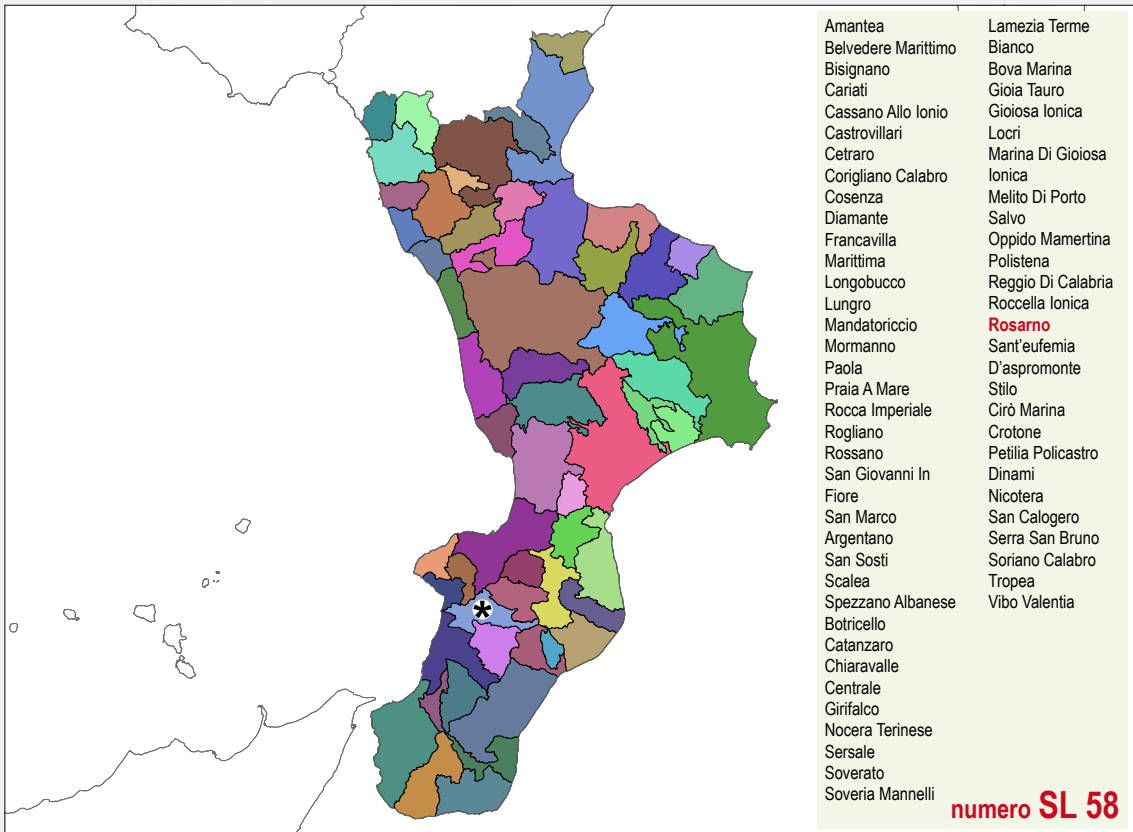 Amantea
Belvedere Marittimo
Bisignano
Cariati
Cassano Allo Ionio
Castrovillari
Cetraro
Corigliano Calabro
Cosenza
Diamante
Francavilla
Marittima
Longobucco
Lungro
Mandatoriccio
Mormanno
Paola
Praia A Mare
Rocca Imperiale
Rogliano
Rossano
San Giovanni In
Fiore
San Marco
Argentano
San Sosti
Scalea
Spezzano Albanese
Botricello
Catanzaro
Chiaravalle
Centrale
Girifalco
Nocera Terinese
Sersale
Soverato
Soveria Mannelli
Lamezia Terme
Bianco
Bova Marina
Gioia Tauro
Gioiosa Ionica
Locri
Marina Di Gioiosa
Ionica
Melito Di Porto
Salvo
Oppido Mamertina
Polistena
Reggio Di Calabria
Roccella Ionica
Rosarno
Sant'eufemia
D'aspromonte
Stilo
Cirò Marina
Crotone
Petilia Policastro
Dinami
Nicotera
San Calogero
Serra San Bruno
Soriano Calabro
Tropea
Vibo Valentia
numero SL 58
*